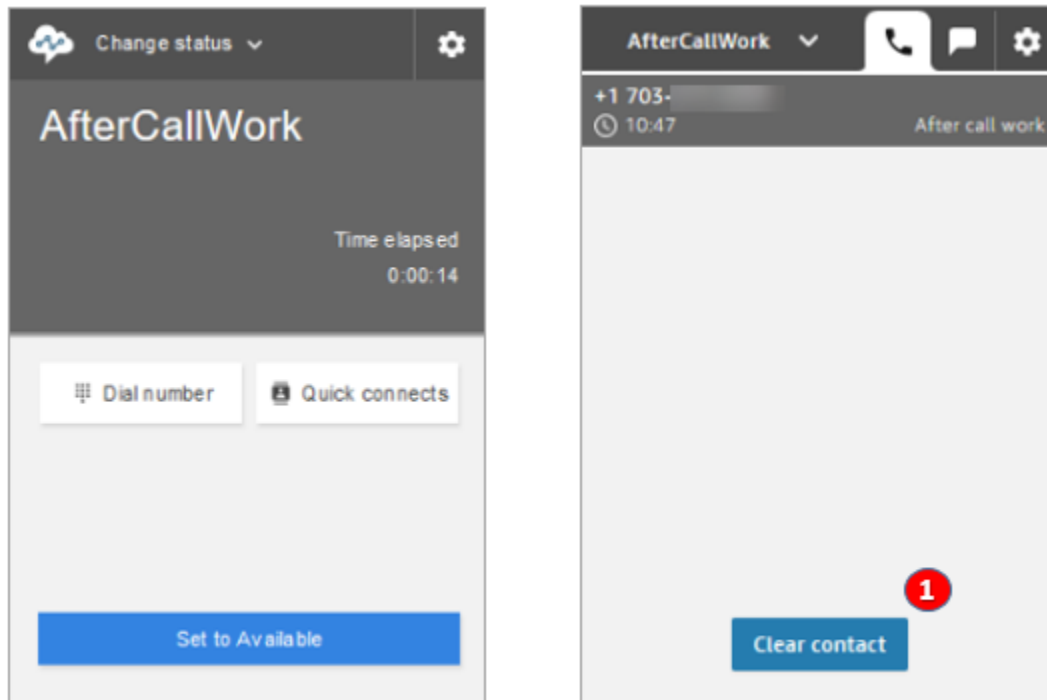 Change status
AfterCallWork
Time elapsed
0:00:14
Dial number
Quick connects
Set to Available
AfterCallWork
+1 703-
10:47
After call work
1
Clear contact